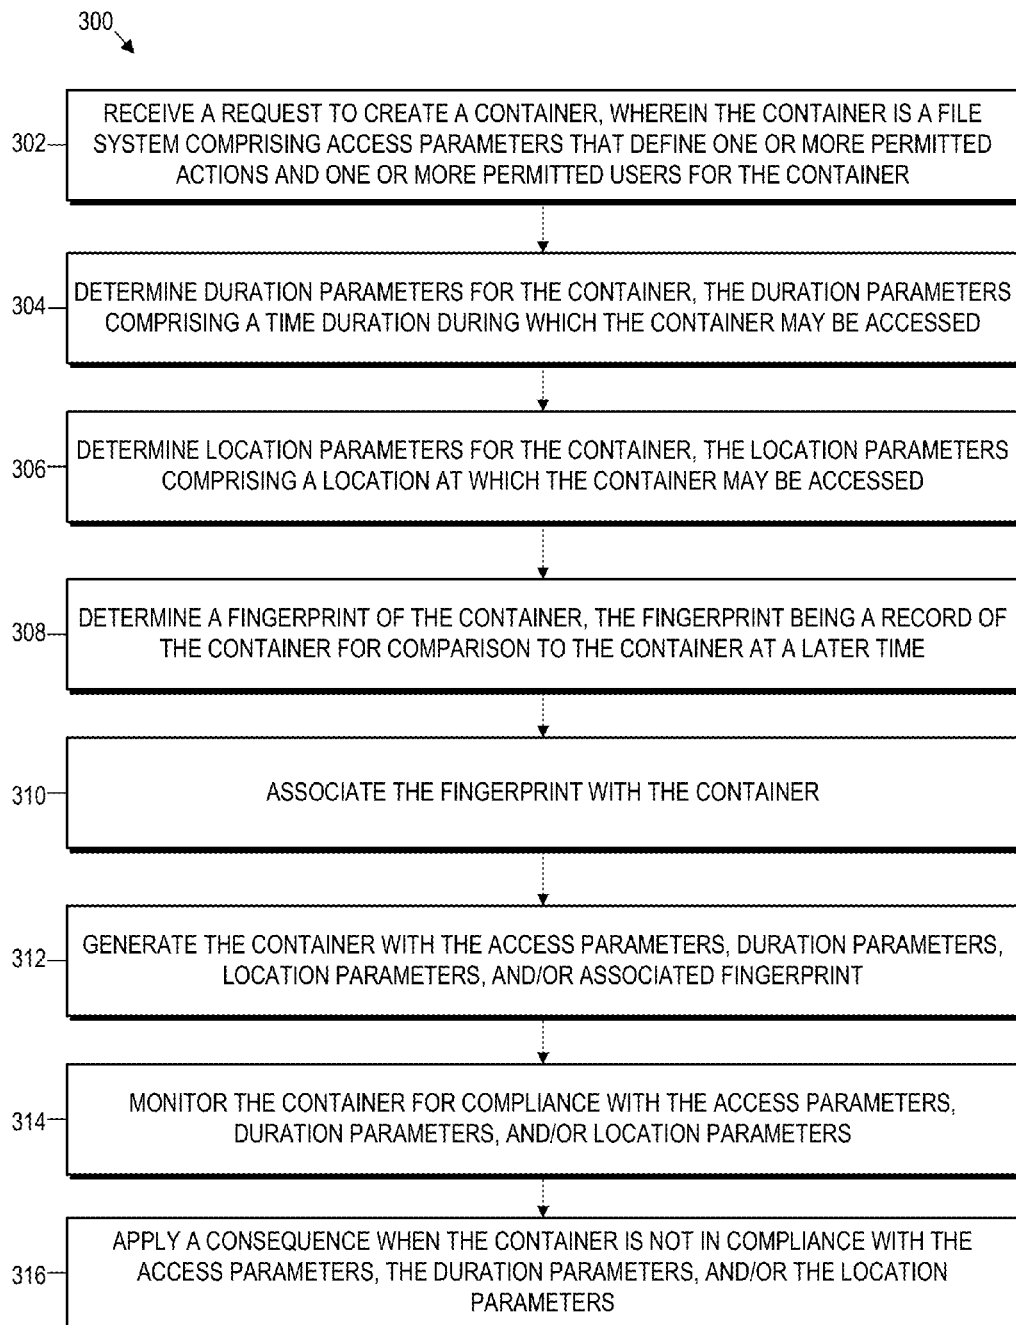 300
302
RECEIVE A REQUEST TO CREATE A CONTAINER, WHEREIN THE CONTAINER IS A FILE
SYSTEM COMPRISING ACCESS PARAMETERS THAT DEFINE ONE OR MORE PERMITTED
ACTIONS AND ONE OR MORE PERMITTED USERS FOR THE CONTAINER
304
DETERMINE DURATION PARAMETERS FOR THE CONTAINER, THE DURATION PARAMETERS
COMPRISING A TIME DURATION DURING WHICH THE CONTAINER MAY BE ACCESSED
306
DETERMINE LOCATION PARAMETERS FOR THE CONTAINER, THE LOCATION PARAMETERS
COMPRISING A LOCATION AT WHICH THE CONTAINER MAY BE ACCESSED
308
DETERMINE A FINGERPRINT OF THE CONTAINER, THE FINGERPRINT BEING A RECORD OF
THE CONTAINER FOR COMPARISON TO THE CONTAINER AT A LATER TIME
310
ASSOCIATE THE FINGERPRINT WITH THE CONTAINER
312
GENERATE THE CONTAINER WITH THE ACCESS PARAMETERS, DURATION PARAMETERS,
LOCATION PARAMETERS, AND/OR ASSOCIATED FINGERPRINT
314
MONITOR THE CONTAINER FOR COMPLIANCE WITH THE ACCESS PARAMETERS,
DURATION PARAMETERS, AND/OR LOCATION PARAMETERS
316
APPLY A CONSEQUENCE WHEN THE CONTAINER IS NOT IN COMPLIANCE WITH THE
ACCESS PARAMETERS, THE DURATION PARAMETERS, AND/OR THE LOCATION
PARAMETERS